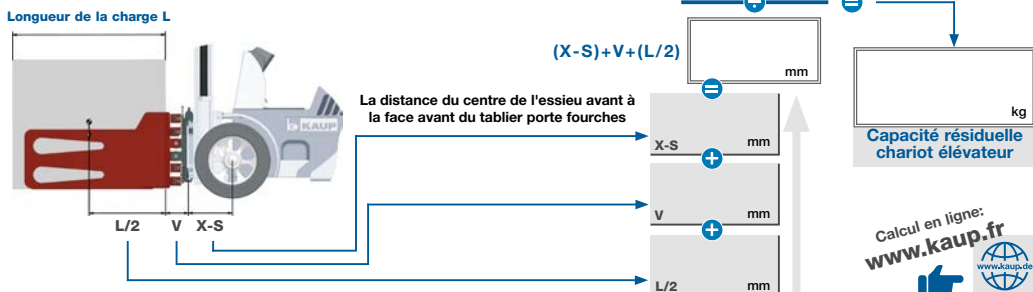 Longueur de la charge L
(X-S)+V+(L/2)
mm
kg
Capacité résiduelle
chariot élévateur
La distance du centre de l'essieu avant à
la face avant du tablier porte fourches
KAUP
X-S mm
V mm
L/2 mm
L/2 V X-S
Calcul en ligne:
www.kaup.fr
www.kaup.de